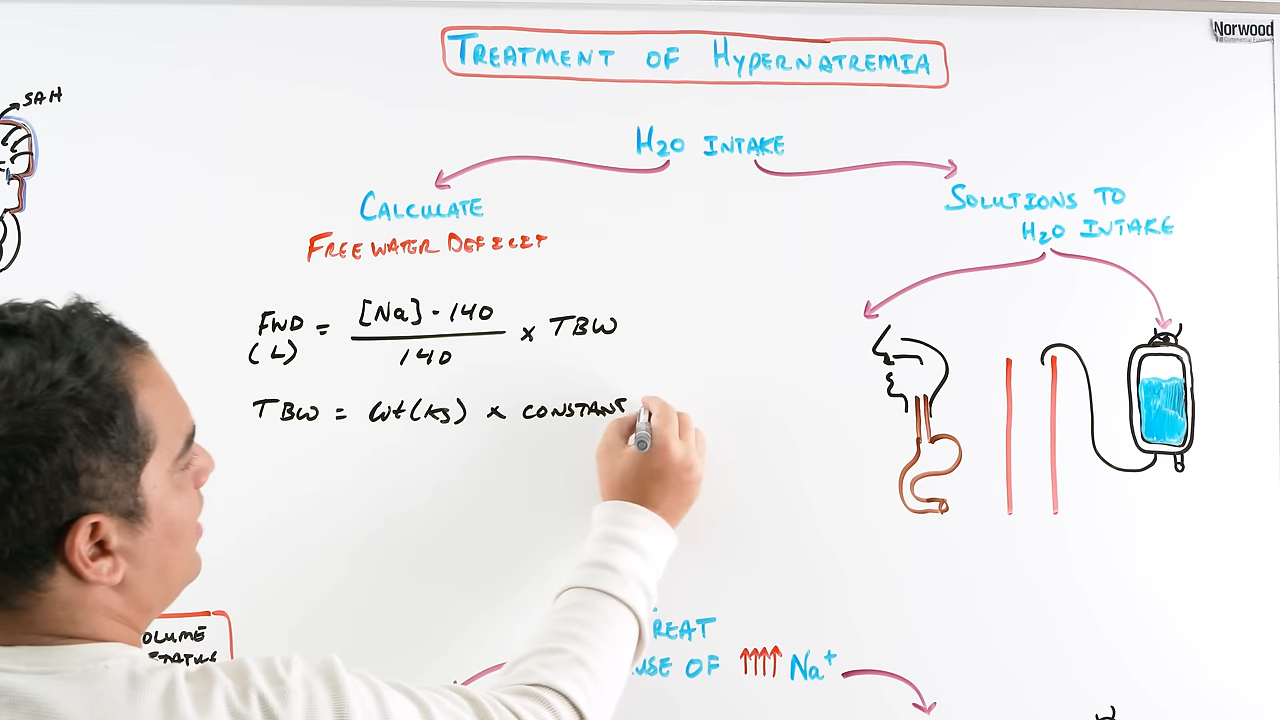 Norwood
TREATMENT OF HYPERNATREMIA
SAH
H2O INTAKE
CALCULATE
FREE WATER DEFICIT
SOLUTIONS TO
H2O INTAKE
FWD = [Na] - 140 x TBW
(L) 140
TBW = Wt(kg) x CONSTANT
OLUME
REAT
USE OF ↑↑↑↑ Na+